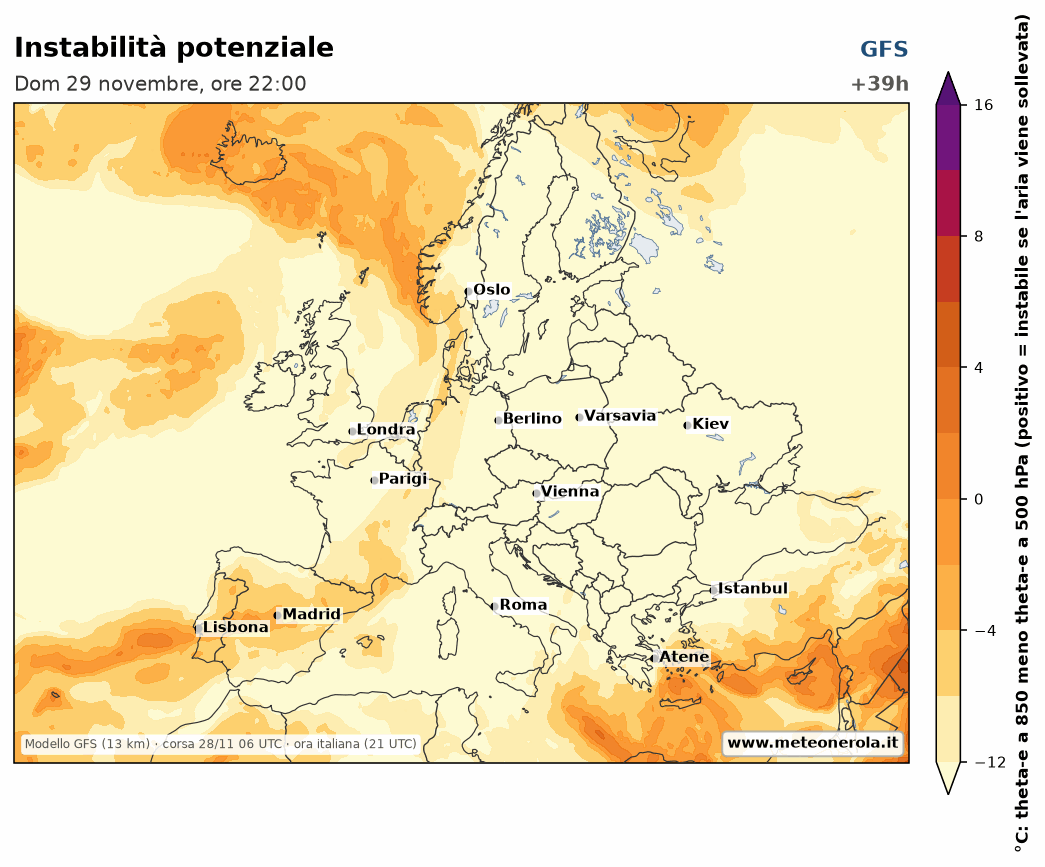 Instabilità potenziale
GFS
Dom 29 novembre, ore 22:00
+39h
Oslo
Berlino
Varsavia
Kiev
Londra
Parigi
Vienna
Istanbul
Roma
Madrid
Lisbona
Atene
Modello GFS (13 km) · corsa 28/11 06 UTC · ora italiana (21 UTC)
www.meteonerola.it
16
8
4
0
−4
−12
°C: theta-e a 850 meno theta-e a 500 hPa (positivo = instabile se l'aria viene sollevata)